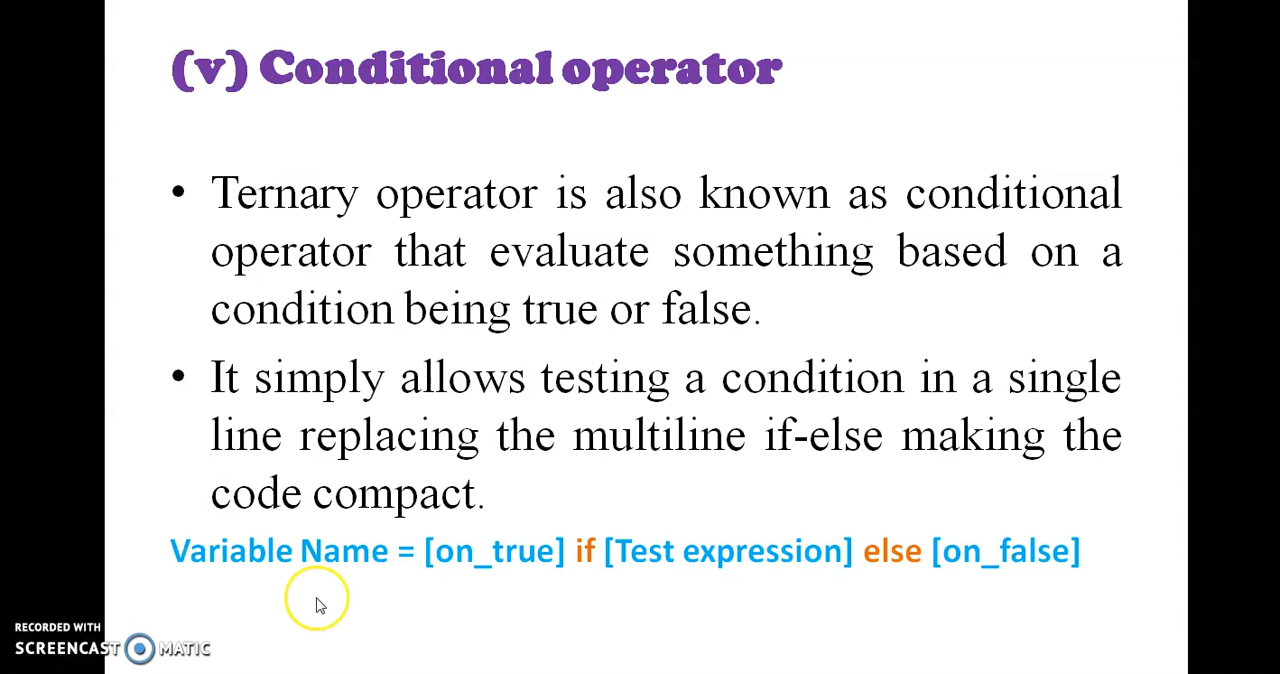 (v) Conditional operator
• Ternary operator is also known as conditional
operator that evaluate something based on a
condition being true or false.
• It simply allows testing a condition in a single
line replacing the multiline if-else making the
code compact.
Variable Name = [on_true] if [Test expression] else [on_false]
RECORDED WITH
SCREENCAST MATIC